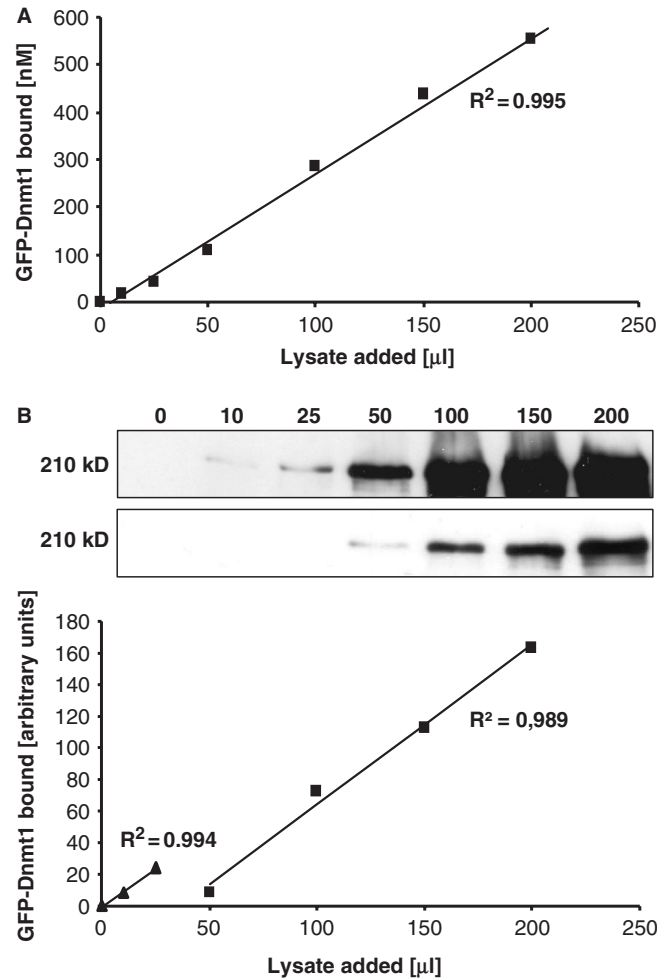 A
GFP-Dnmt1 bound [nM]
600
500
400
300
200
100
0
R² = 0.995
0 50 100 150 200 250
Lysate added [μl]
B
0 10 25 50 100 150 200
210 kD
210 kD
GFP-Dnmt1 bound [arbitrary units]
180
160
140
120
100
80
60
40
20
0
R² = 0,989
R² = 0.994
0 50 100 150 200 250
Lysate added [μl]